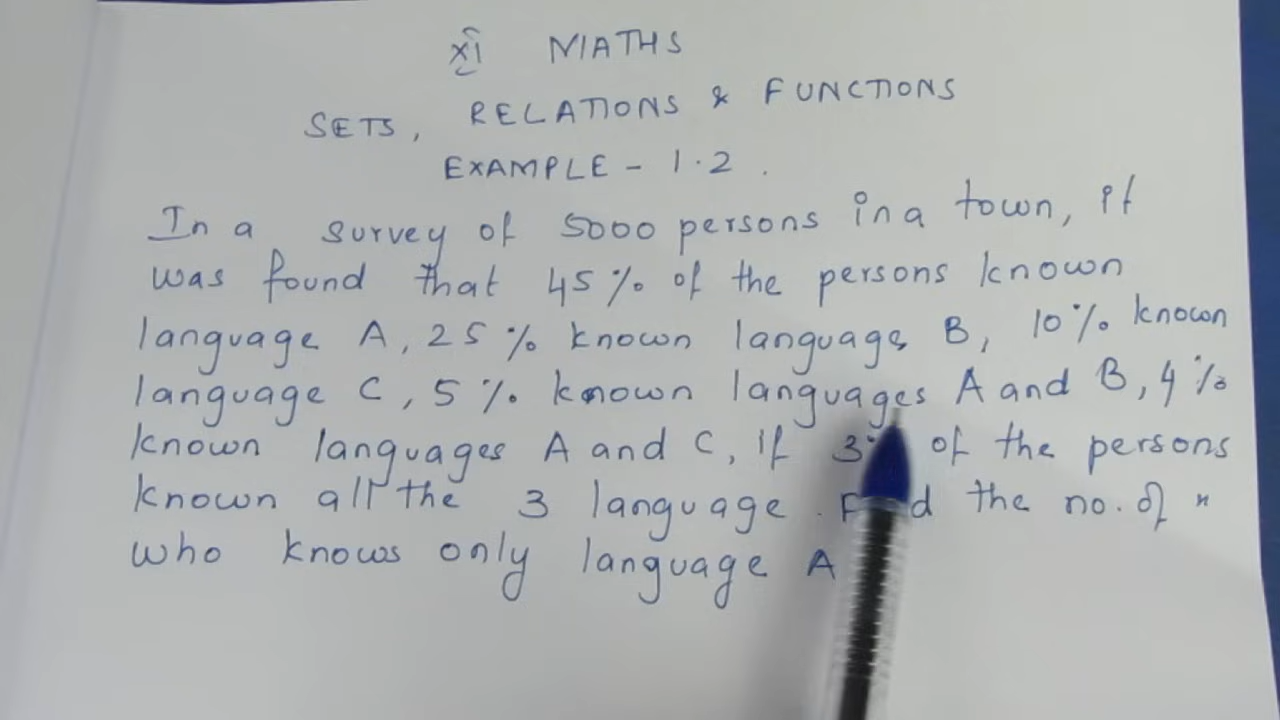 XI MATHS
SETS, RELATIONS & FUNCTIONS
EXAMPLE - 1.2.
In a survey of 5000 persons in a town, it
was found that 45% of the persons known
language A, 25% known language B, 10% known
language C, 5% known languages A and B, 4%
known languages A and C, if 3% of the persons
known all the 3 language. the no. of "
who knows only language A